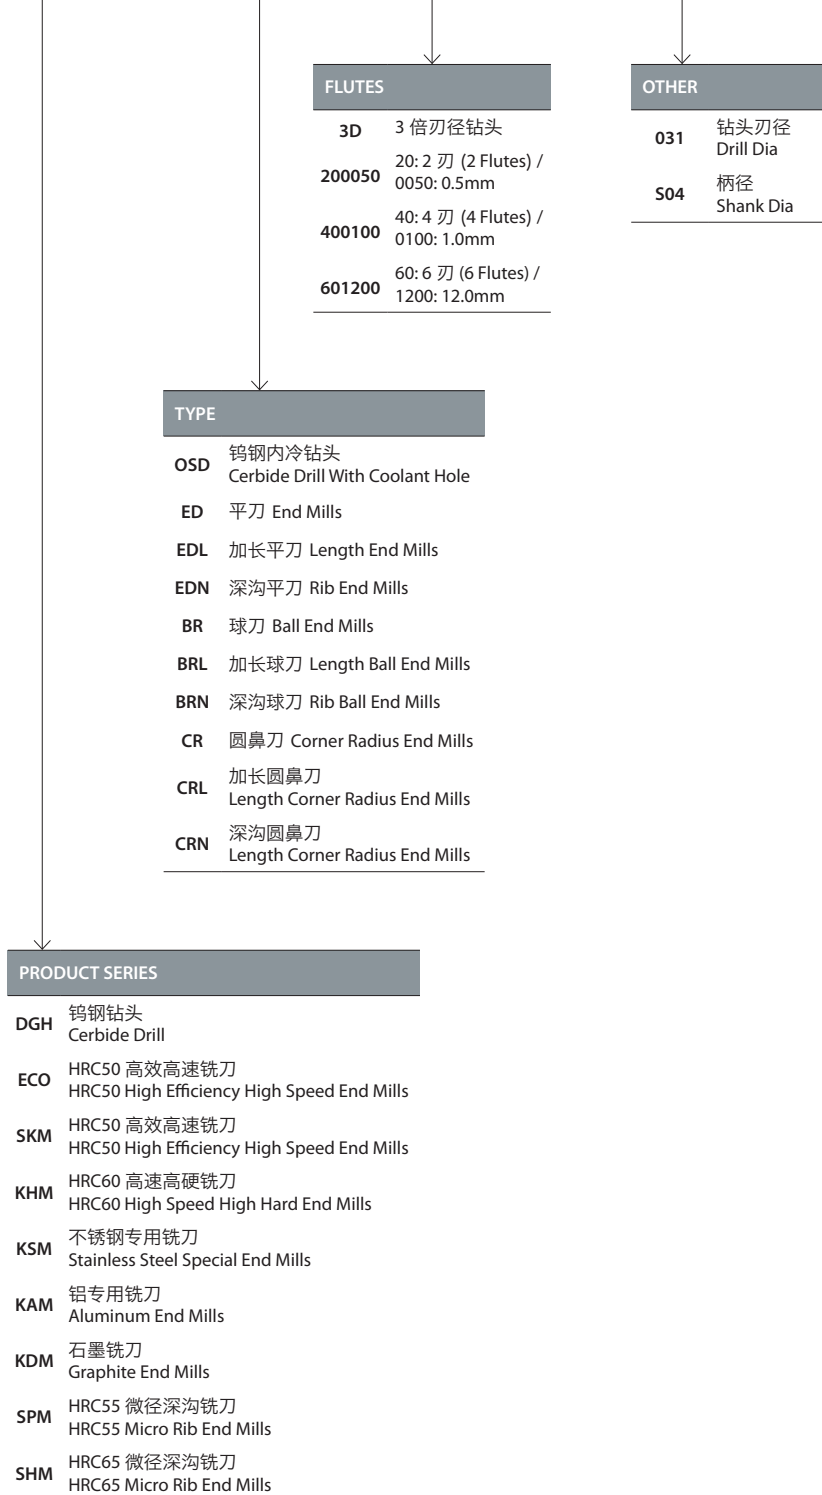 FLUTES
3D 3 倍刃径钻头
200050 20: 2 刃 (2 Flutes) /
0050: 0.5mm
400100 40: 4 刃 (4 Flutes) /
0100: 1.0mm
601200 60: 6 刃 (6 Flutes) /
1200: 12.0mm
OTHER
031 钻头刃径
Drill Dia
S04 柄径
Shank Dia
TYPE
OSD 钨钢内冷钻头
Cerbide Drill With Coolant Hole
ED 平刀 End Mills
EDL 加长平刀 Length End Mills
EDN 深沟平刀 Rib End Mills
BR 球刀 Ball End Mills
BRL 加长球刀 Length Ball End Mills
BRN 深沟球刀 Rib Ball End Mills
CR 圆鼻刀 Corner Radius End Mills
CRL 加长圆鼻刀
Length Corner Radius End Mills
CRN 深沟圆鼻刀
Length Corner Radius End Mills
PRODUCT SERIES
DGH 钨钢钻头
Cerbide Drill
ECO HRC50 高效高速铣刀
HRC50 High Efficiency High Speed End Mills
SKM HRC50 高效高速铣刀
HRC50 High Efficiency High Speed End Mills
KHM HRC60 高速高硬铣刀
HRC60 High Speed High Hard End Mills
KSM 不锈钢专用铣刀
Stainless Steel Special End Mills
KAM 铝专用铣刀
Aluminum End Mills
KDM 石墨铣刀
Graphite End Mills
SPM HRC55 微径深沟铣刀
HRC55 Micro Rib End Mills
SHM HRC65 微径深沟铣刀
HRC65 Micro Rib End Mills